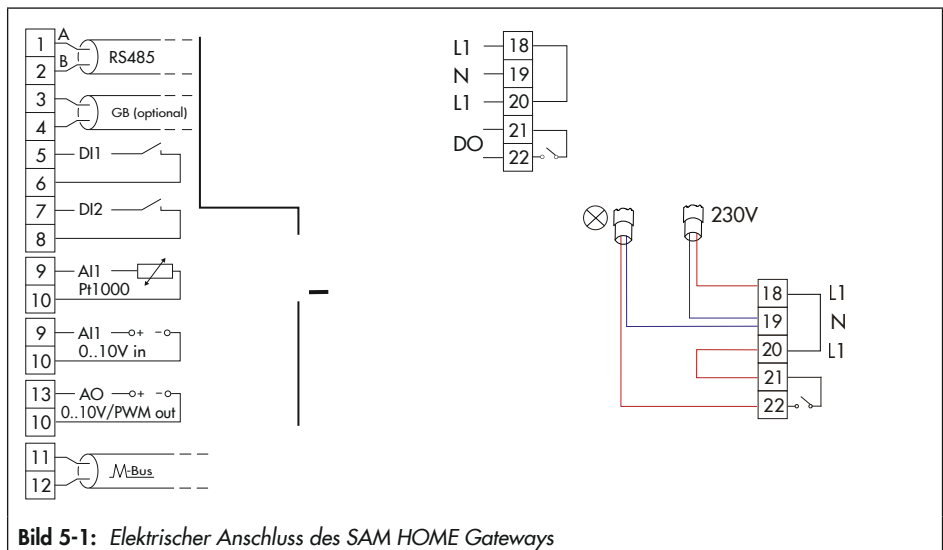 1 A
2 B RS485
3
4 GB (optional)
5 DI1
6
7 DI2
8
9 AI1
10 Pt1000
9 AI1 + -
10 0..10V in
13 AO + -
10 0..10V/PWM out
11
12 M-Bus
L1 18
N 19
L1 20
DO 21
22
230V
18 L1
19 N
20 L1
21
22
Bild 5-1: Elektrischer Anschluss des SAM HOME Gateways